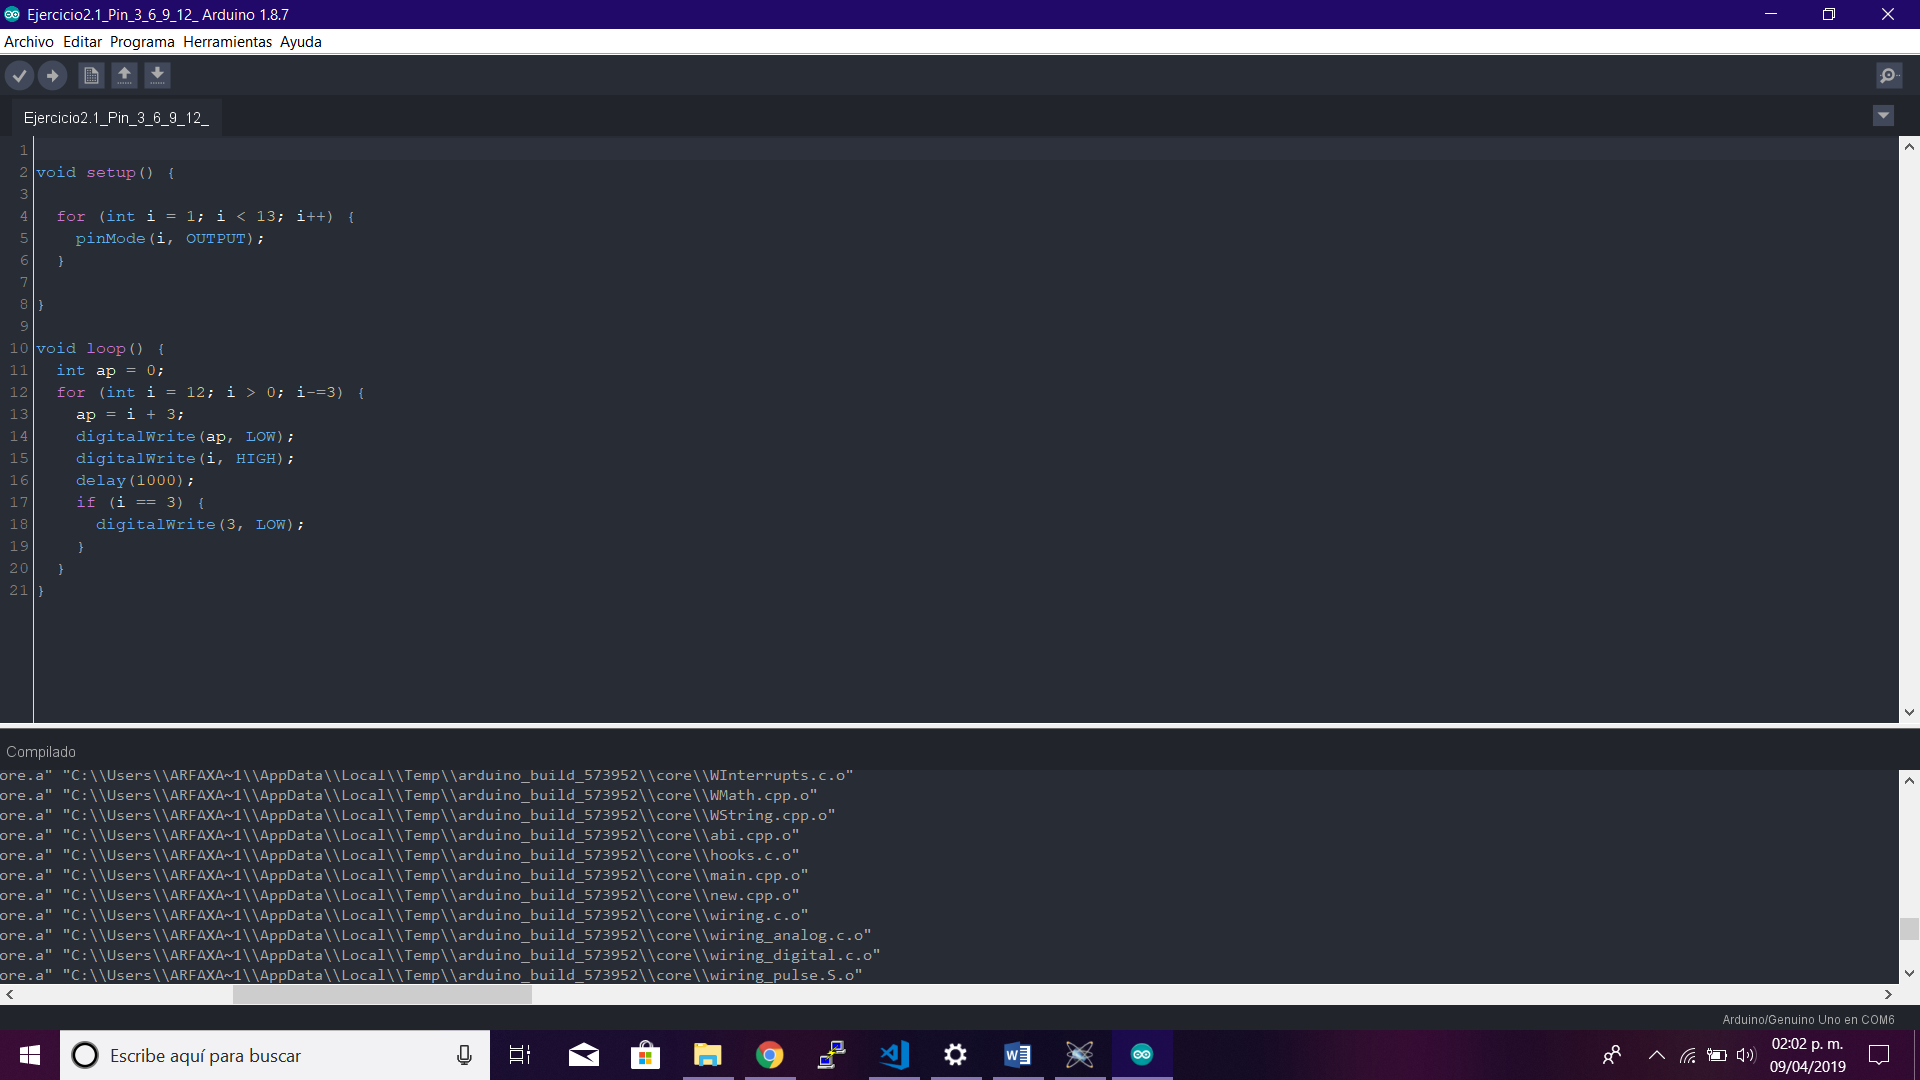 Ejercicio2.1_Pin_3_6_9_12_ Arduino 1.8.7
Archivo Editar Programa Herramientas Ayuda
Ejercicio2.1_Pin_3_6_9_12_
1
2 void setup() {
3
4   for (int i = 1; i < 13; i++) {
5     pinMode(i, OUTPUT);
6   }
7
8 }
9
10 void loop() {
11   int ap = 0;
12   for (int i = 12; i > 0; i-=3) {
13     ap = i + 3;
14     digitalWrite(ap, LOW);
15     digitalWrite(i, HIGH);
16     delay(1000);
17     if (i == 3) {
18       digitalWrite(3, LOW);
19     }
20   }
21 }
Compilado
ore.a" "C:\\Users\\ARFAXA~1\\AppData\\Local\\Temp\\arduino_build_573952\\core\\WInterrupts.c.o"
ore.a" "C:\\Users\\ARFAXA~1\\AppData\\Local\\Temp\\arduino_build_573952\\core\\WMath.cpp.o"
ore.a" "C:\\Users\\ARFAXA~1\\AppData\\Local\\Temp\\arduino_build_573952\\core\\WString.cpp.o"
ore.a" "C:\\Users\\ARFAXA~1\\AppData\\Local\\Temp\\arduino_build_573952\\core\\abi.cpp.o"
ore.a" "C:\\Users\\ARFAXA~1\\AppData\\Local\\Temp\\arduino_build_573952\\core\\hooks.c.o"
ore.a" "C:\\Users\\ARFAXA~1\\AppData\\Local\\Temp\\arduino_build_573952\\core\\main.cpp.o"
ore.a" "C:\\Users\\ARFAXA~1\\AppData\\Local\\Temp\\arduino_build_573952\\core\\new.cpp.o"
ore.a" "C:\\Users\\ARFAXA~1\\AppData\\Local\\Temp\\arduino_build_573952\\core\\wiring.c.o"
ore.a" "C:\\Users\\ARFAXA~1\\AppData\\Local\\Temp\\arduino_build_573952\\core\\wiring_analog.c.o"
ore.a" "C:\\Users\\ARFAXA~1\\AppData\\Local\\Temp\\arduino_build_573952\\core\\wiring_digital.c.o"
ore.a" "C:\\Users\\ARFAXA~1\\AppData\\Local\\Temp\\arduino_build_573952\\core\\wiring_pulse.S.o"
Arduino/Genuino Uno en COM6
Escribe aquí para buscar
02:02 p. m.
09/04/2019